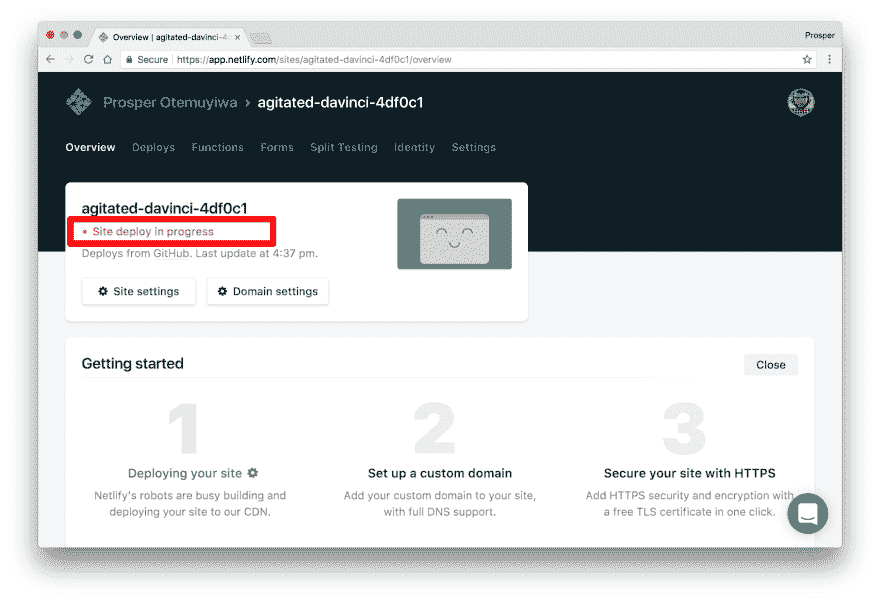 Overview | agitated-davinci-4d
Prosper
Secure https://app.netlify.com/sites/agitated-davinci-4df0c1/overview
Prosper Otemuyiwa › agitated-davinci-4df0c1
Overview Deploys Functions Forms Split Testing Identity Settings
agitated-davinci-4df0c1
Site deploy in progress
Deploys from GitHub. Last update at 4:37 pm.
Site settings Domain settings
Getting started
Close
1 2 3
Deploying your site Set up a custom domain Secure your site with HTTPS
Netlify's robots are busy building and Add your custom domain to your site, Add HTTPS security and encryption with
deploying your site to our CDN. with full DNS support. a free TLS certificate in one click.